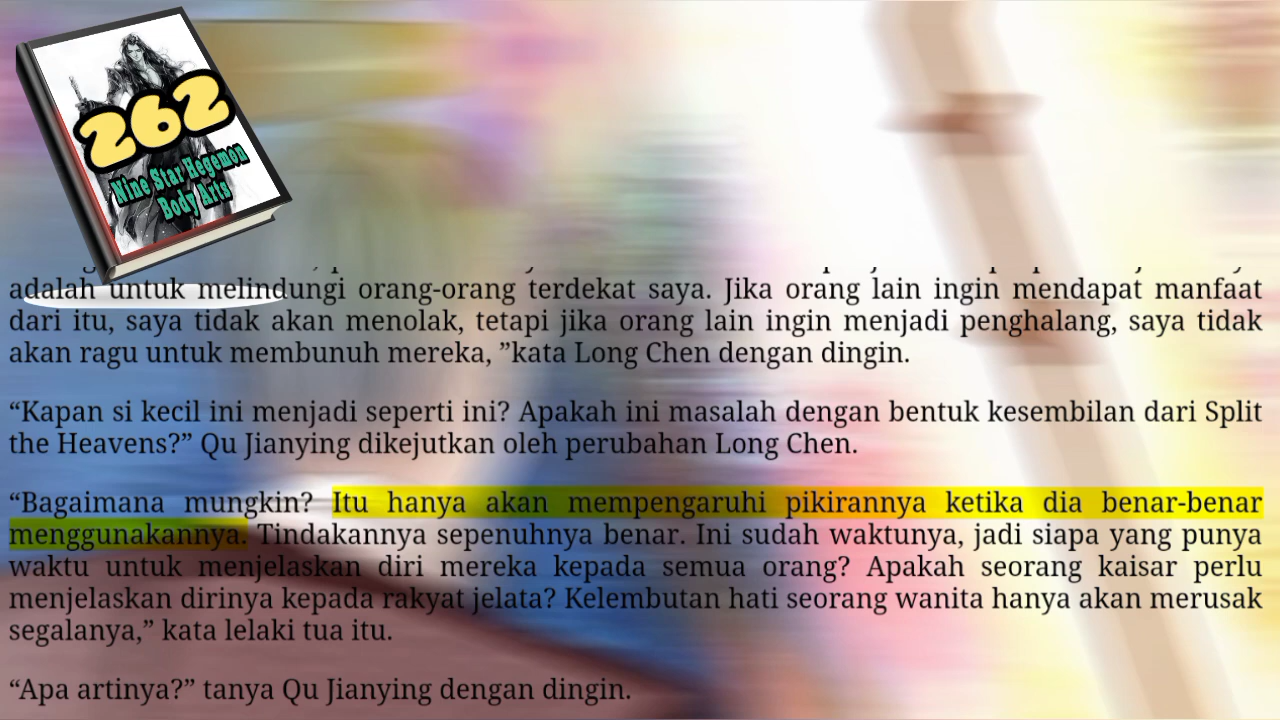 262
Nine Star Hegemon
Body Arts
adalah untuk melindungi orang-orang terdekat saya. Jika orang lain ingin mendapat manfaat
dari itu, saya tidak akan menolak, tetapi jika orang lain ingin menjadi penghalang, saya tidak
akan ragu untuk membunuh mereka, ”kata Long Chen dengan dingin.
“Kapan si kecil ini menjadi seperti ini? Apakah ini masalah dengan bentuk kesembilan dari Split
the Heavens?” Qu Jianying dikejutkan oleh perubahan Long Chen.
“Bagaimana mungkin? Itu hanya akan mempengaruhi pikirannya ketika dia benar-benar
menggunakannya. Tindakannya sepenuhnya benar. Ini sudah waktunya, jadi siapa yang punya
waktu untuk menjelaskan diri mereka kepada semua orang? Apakah seorang kaisar perlu
menjelaskan dirinya kepada rakyat jelata? Kelembutan hati seorang wanita hanya akan merusak
segalanya,” kata lelaki tua itu.
“Apa artinya?” tanya Qu Jianying dengan dingin.